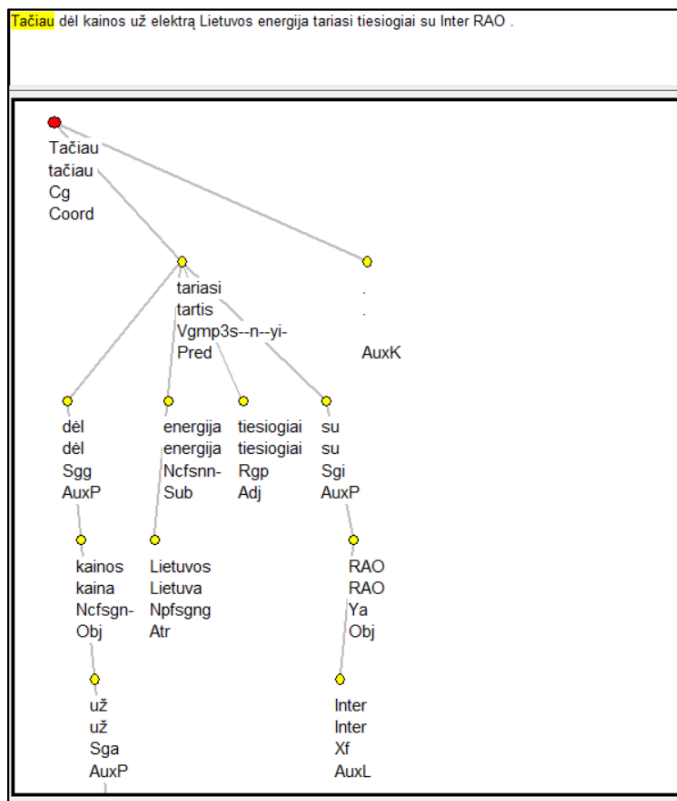 Tačiau dėl kainos už elektrą Lietuvos energija tariasi tiesiogiai su Inter RAO .
Tačiau
tačiau
Cg
Coord
tariasi .
tartis .
Vgmp3s--n--yi-
Pred AuxK
dėl energija tiesiogiai su
dėl energija tiesiogiai su
Sgg Ncfsnn- Rgp Sgi
AuxP Sub Adj AuxP
kainos Lietuvos RAO
kaina Lietuva RAO
Ncfsgn- Npfsgng Ya
Obj Atr Obj
už Inter
už Inter
Sga Xf
AuxP AuxL